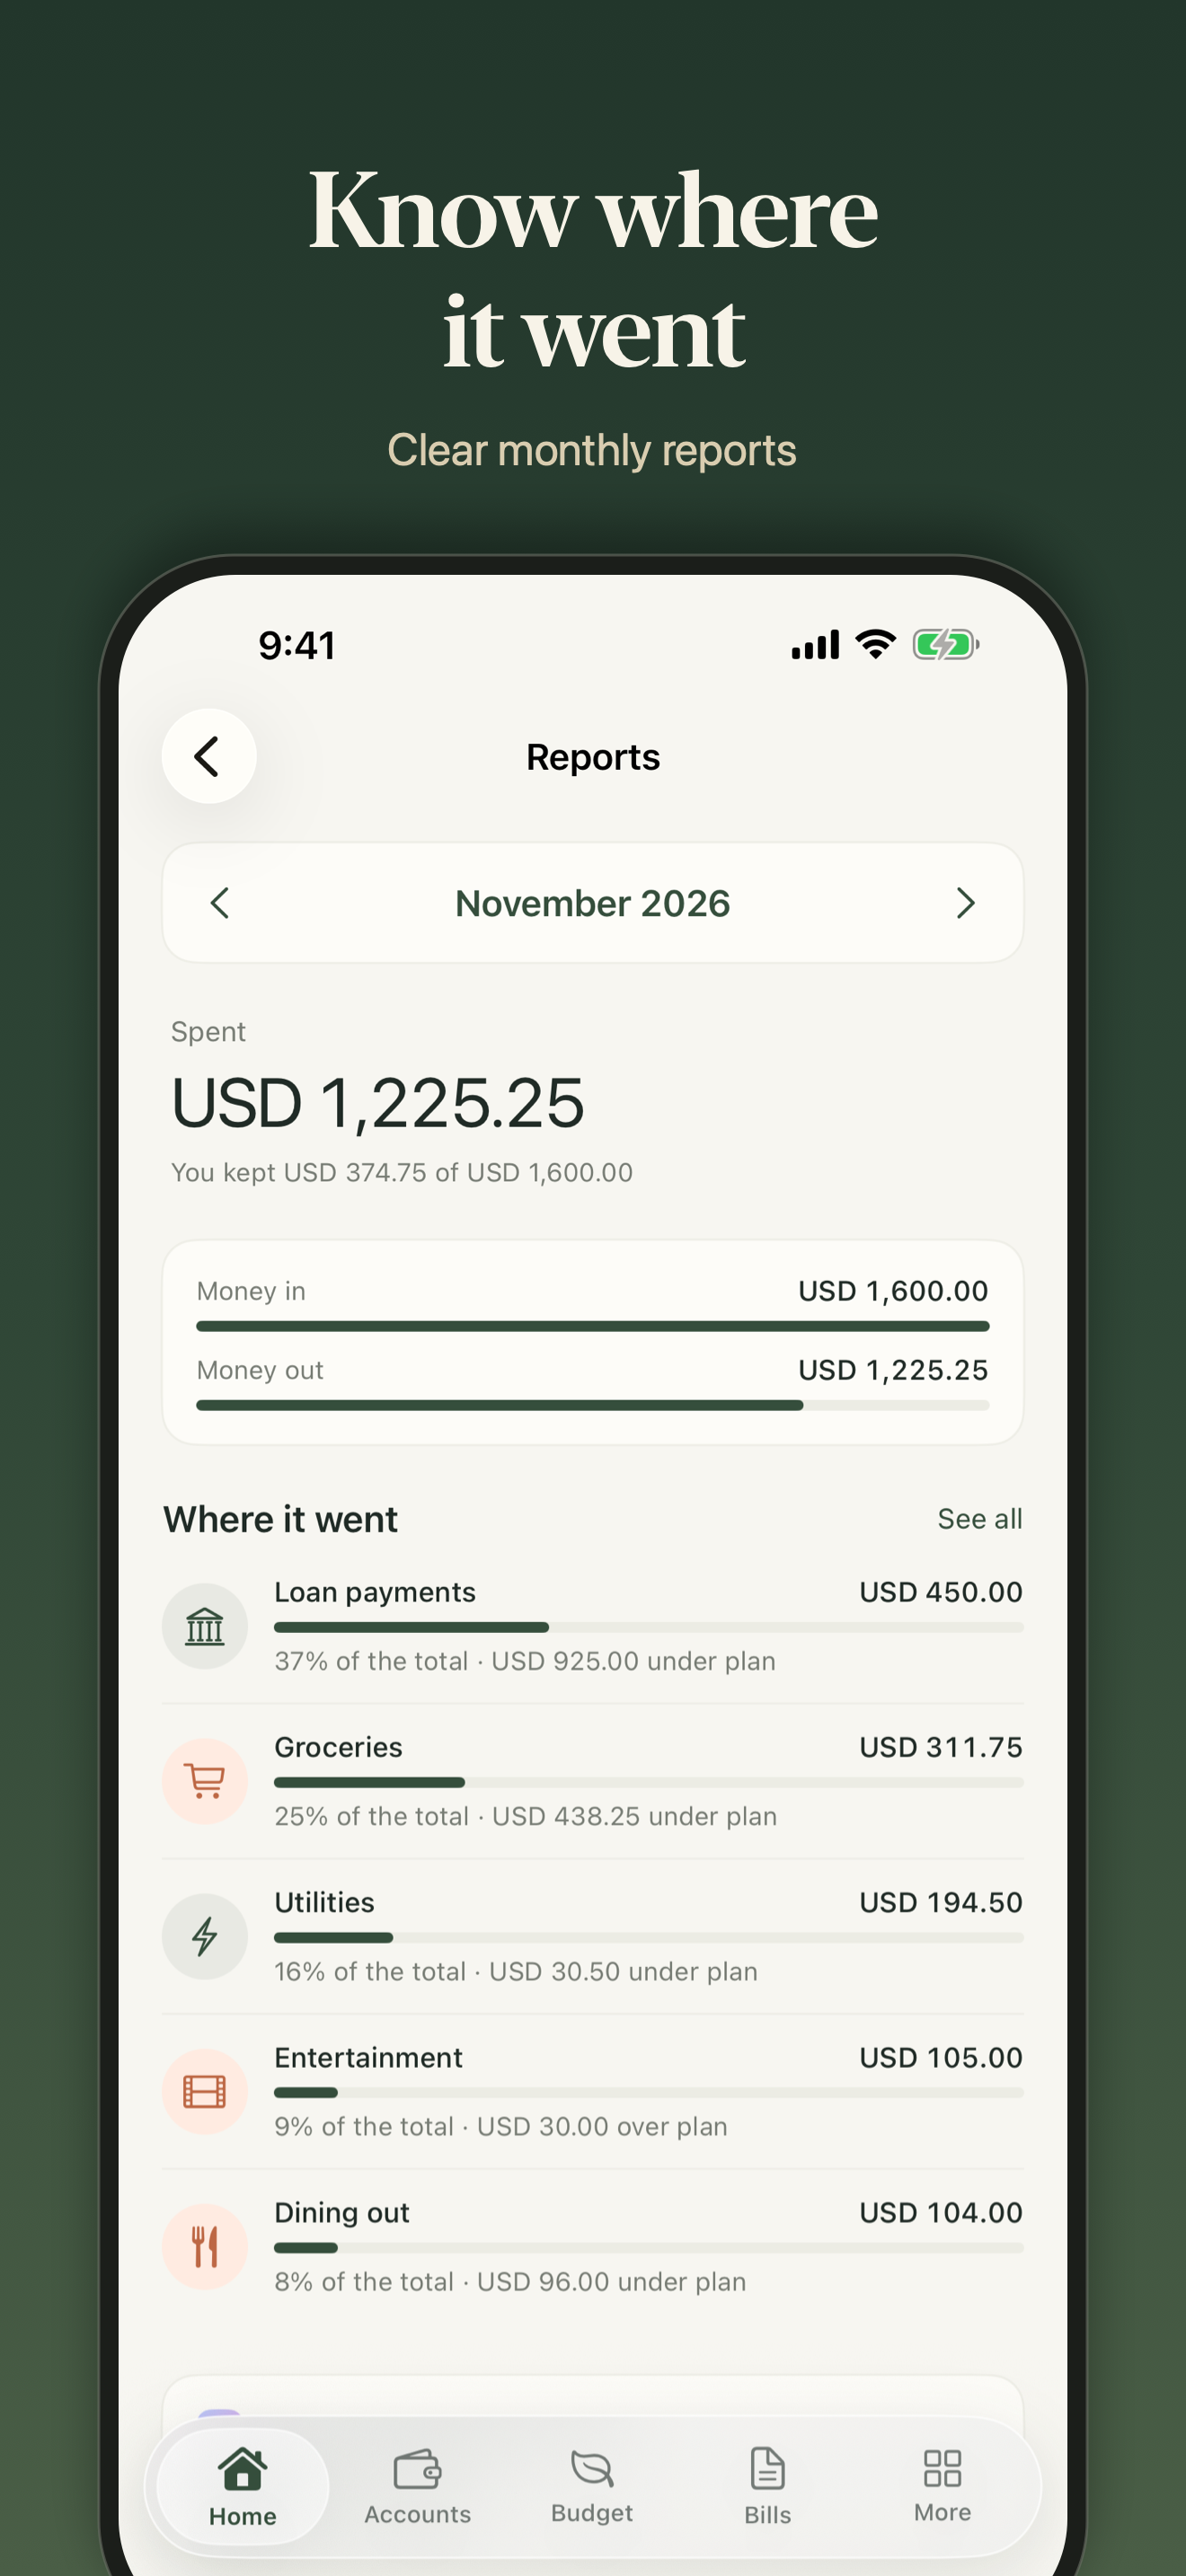 Know where
it went
Clear monthly reports
9:41
Reports
November 2026
Spent
USD 1,225.25
You kept USD 374.75 of USD 1,600.00
Money in USD 1,600.00
Money out USD 1,225.25
Where it went See all
Loan payments USD 450.00
37% of the total · USD 925.00 under plan
Groceries USD 311.75
25% of the total · USD 438.25 under plan
Utilities USD 194.50
16% of the total · USD 30.50 under plan
Entertainment USD 105.00
9% of the total · USD 30.00 over plan
Dining out USD 104.00
8% of the total · USD 96.00 under plan
Home Accounts Budget Bills More